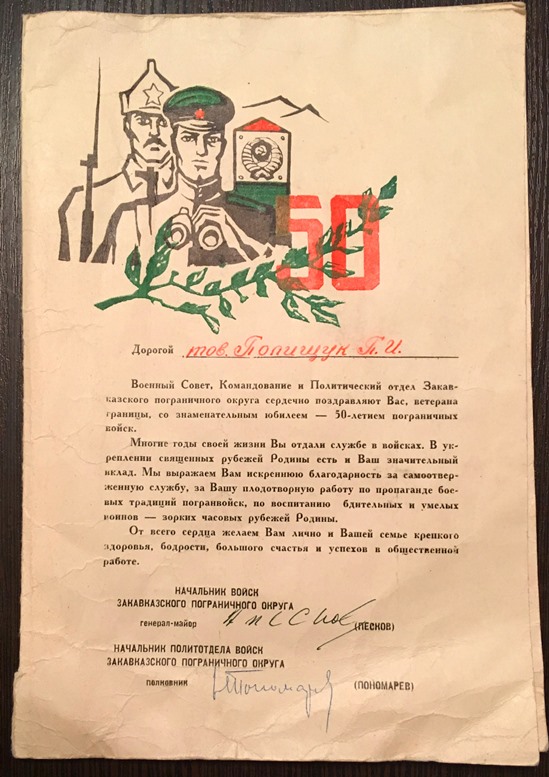 50
Дорогой тов. Полищук П.И.
Военный Совет, Командование и Политический отдел Закав-
казского пограничного округа сердечно поздравляют Вас, ветерана
границы, со знаменательным юбилеем — 50-летием пограничных
войск.
Многие годы своей жизни Вы отдали службе в войсках. В ук-
реплении священных рубежей Родины есть и Ваш значительный
вклад. Мы выражаем Вам искреннюю благодарность за самоотвер-
женную службу, за Вашу плодотворную работу по пропаганде бое-
вых традиций погранвойск, по воспитанию бдительных и умелых
воинов — зорких часовых рубежей Родины.
От всего сердца желаем Вам лично и Вашей семье крепкого
здоровья, бодрости, большого счастья и успехов в общественной
работе.
НАЧАЛЬНИК ВОЙСК
ЗАКАВКАЗСКОГО ПОГРАНИЧНОГО ОКРУГА
генерал-майор (ПЕСКОВ)
НАЧАЛЬНИК ПОЛИТОТДЕЛА ВОЙСК
ЗАКАВКАЗСКОГО ПОГРАНИЧНОГО ОКРУГА
полковник (ПОНОМАРЕВ)